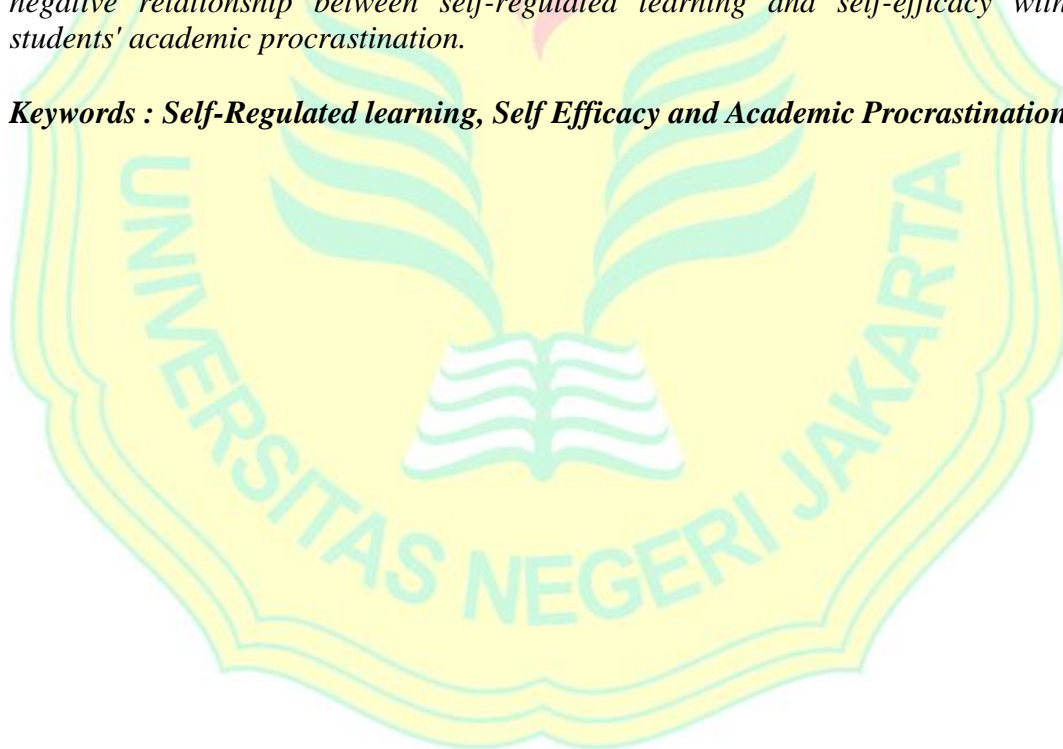 negative relationship between self-regulated learning and self-efficacy with
students' academic procrastination.
Keywords : Self-Regulated learning, Self Efficacy and Academic Procrastination
UNIVERSITAS NEGERI JAKARTA